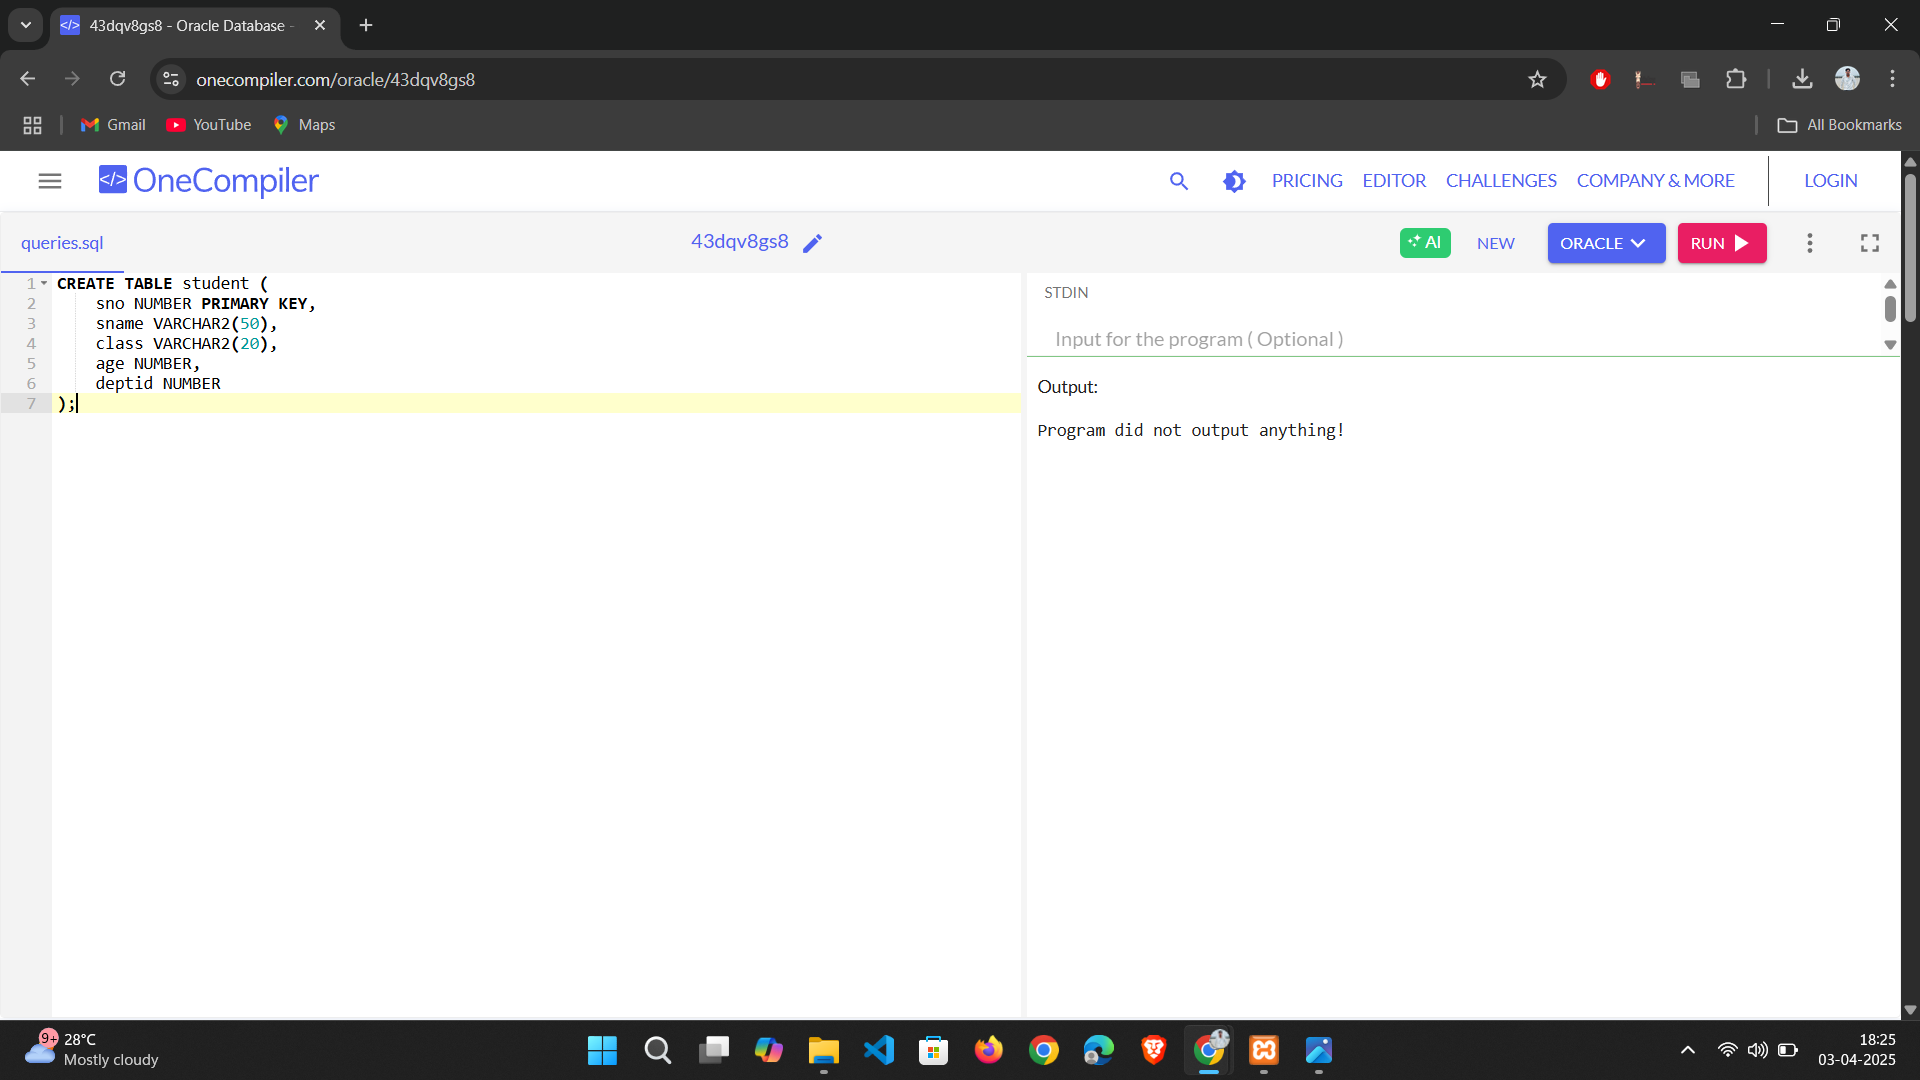 43dqv8gs8 - Oracle Database -
onecompiler.com/oracle/43dqv8gs8
Gmail
YouTube
Maps
All Bookmarks
</> OneCompiler
PRICING
EDITOR
CHALLENGES
COMPANY & MORE
LOGIN
queries.sql
43dqv8gs8
AI
NEW
ORACLE
RUN
1 CREATE TABLE student (
2 sno NUMBER PRIMARY KEY,
3 sname VARCHAR2(50),
4 class VARCHAR2(20),
5 age NUMBER,
6 deptid NUMBER
7 );
STDIN
Input for the program ( Optional )
Output:
Program did not output anything!
9+
28°C
Mostly cloudy
18:25
03-04-2025